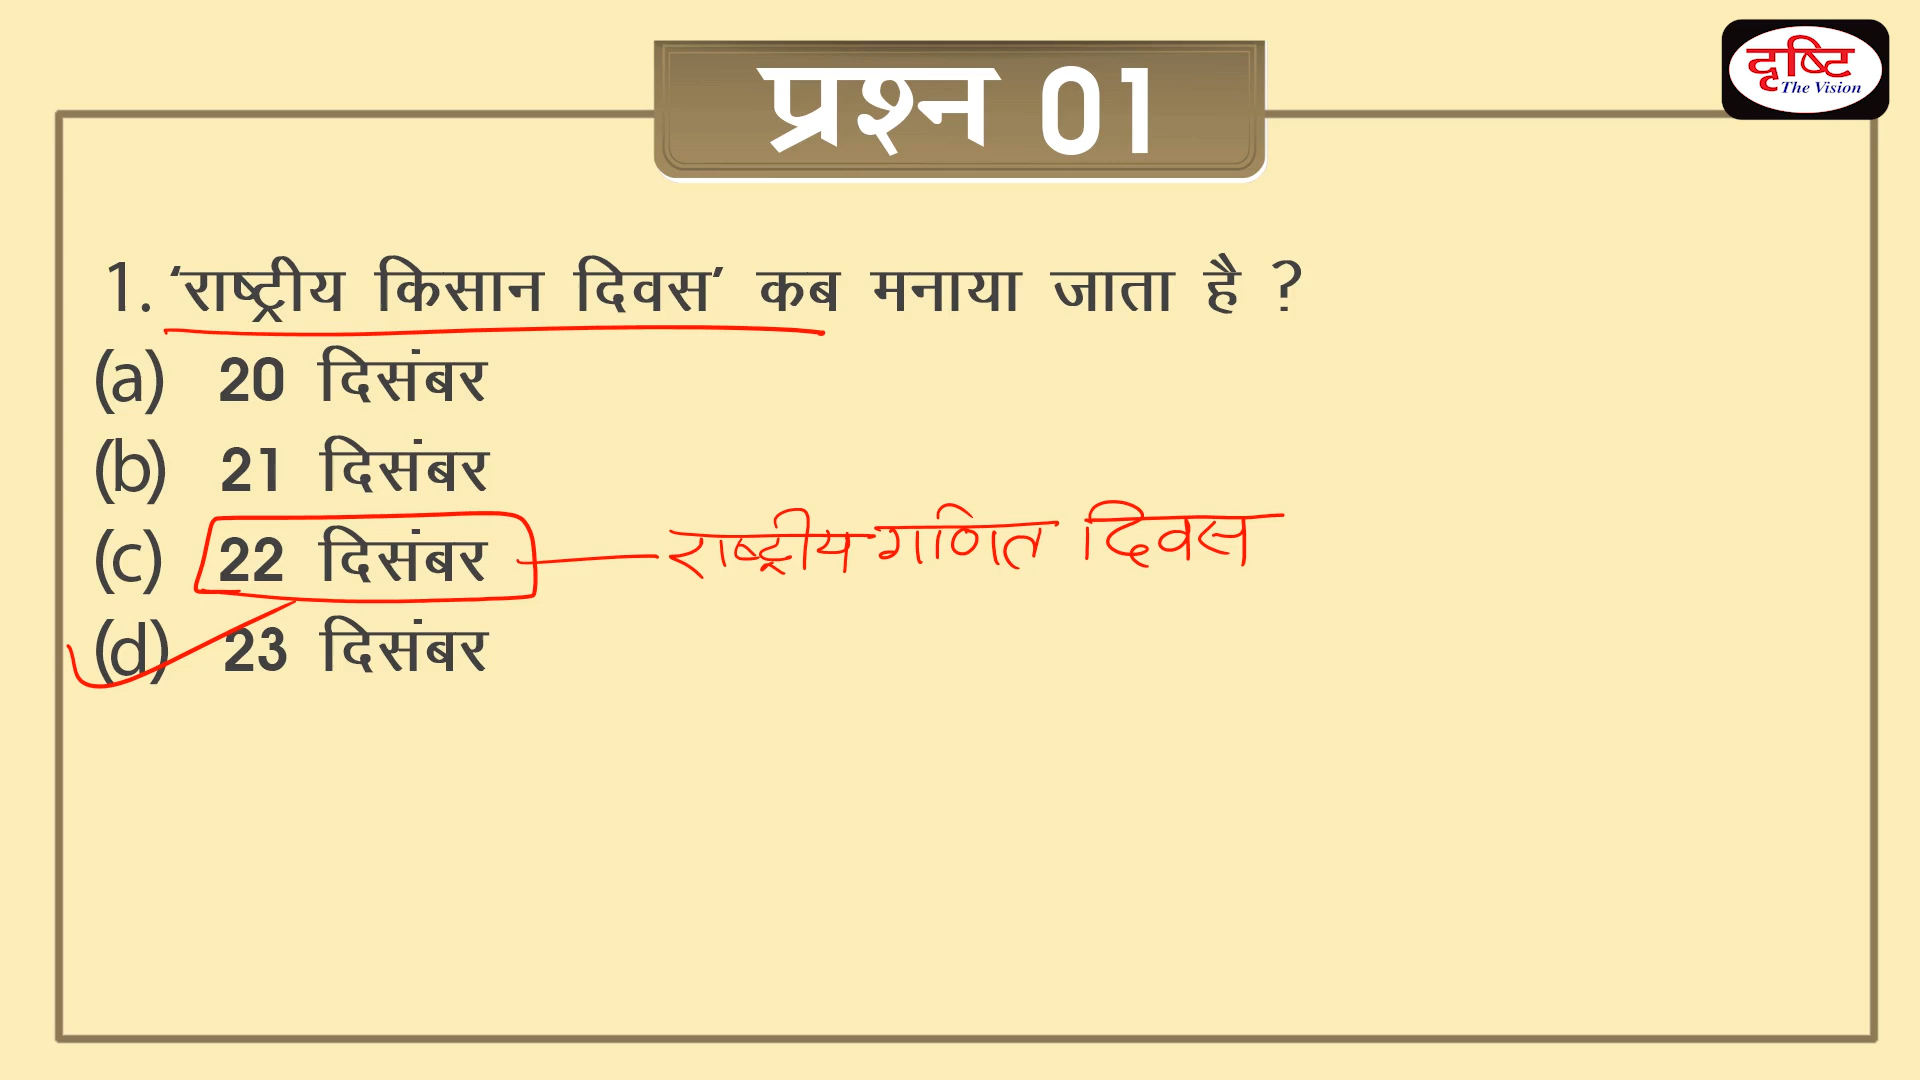 प्रश्न 01
दृष्टि
The Vision
1. ‘राष्ट्रीय किसान दिवस’ कब मनाया जाता है ?
(a) 20 दिसंबर
(b) 21 दिसंबर
(c) 22 दिसंबर राष्ट्रीय गणित दिवस
(d) 23 दिसंबर